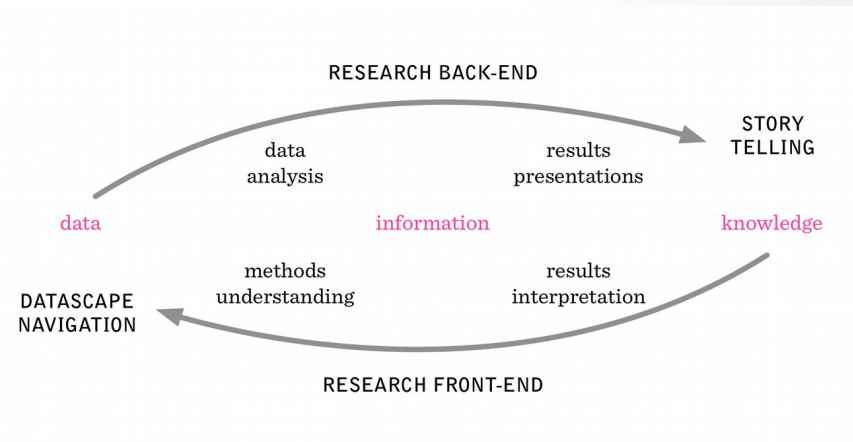 RESEARCH BACK-END
STORY
TELLING
data
analysis
results
presentations
data
information
knowledge
methods
understanding
results
interpretation
DATASCAPE
NAVIGATION
RESEARCH FRONT-END